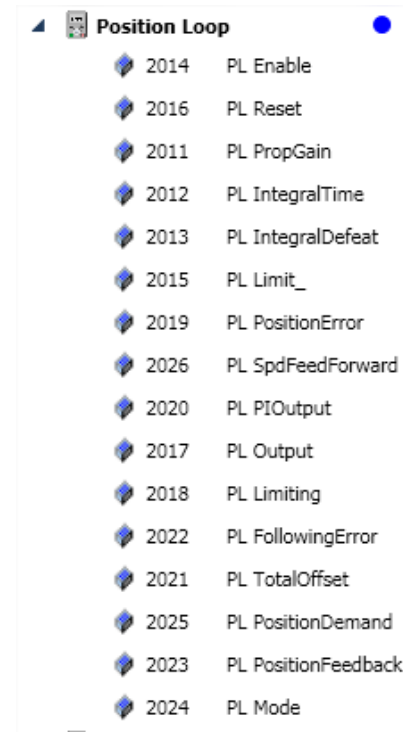 Position Loop
2014 PL Enable
2016 PL Reset
2011 PL PropGain
2012 PL IntegralTime
2013 PL IntegralDefeat
2015 PL Limit_
2019 PL PositionError
2026 PL SpdFeedForward
2020 PL PIOutput
2017 PL Output
2018 PL Limiting
2022 PL FollowingError
2021 PL TotalOffset
2025 PL PositionDemand
2023 PL PositionFeedback
2024 PL Mode